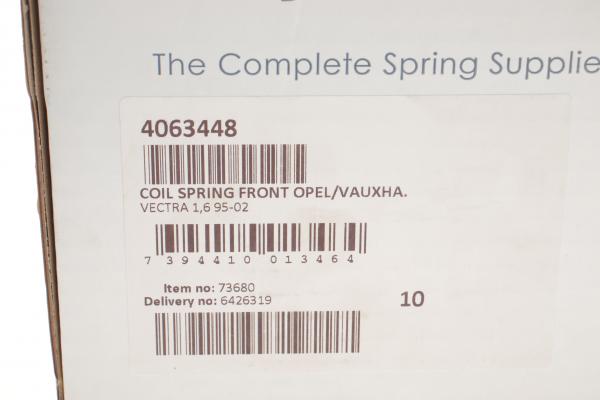 The Complete Spring Supplie
4063448
COIL SPRING FRONT OPEL/VAUXHA.
VECTRA 1,6 95-02
7 394410 013464
Item no: 73680
Delivery no: 6426319
10